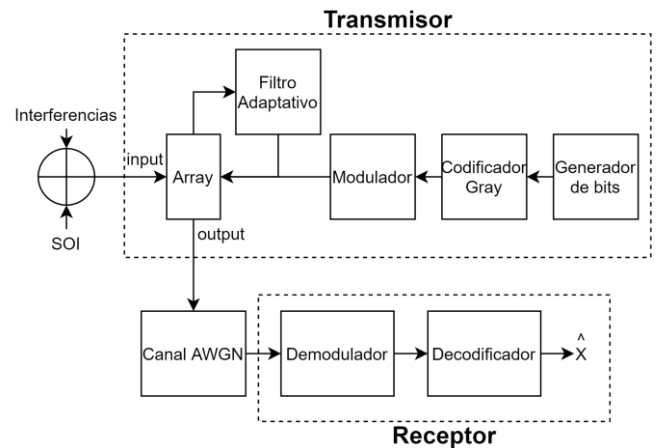 Transmisor
Filtro
Adaptativo
Interferencias
input
Array
Modulador
Codificador
Gray
Generador
de bits
SOI
output
Canal AWGN
Demodulador
Decodificador
X̂
Receptor